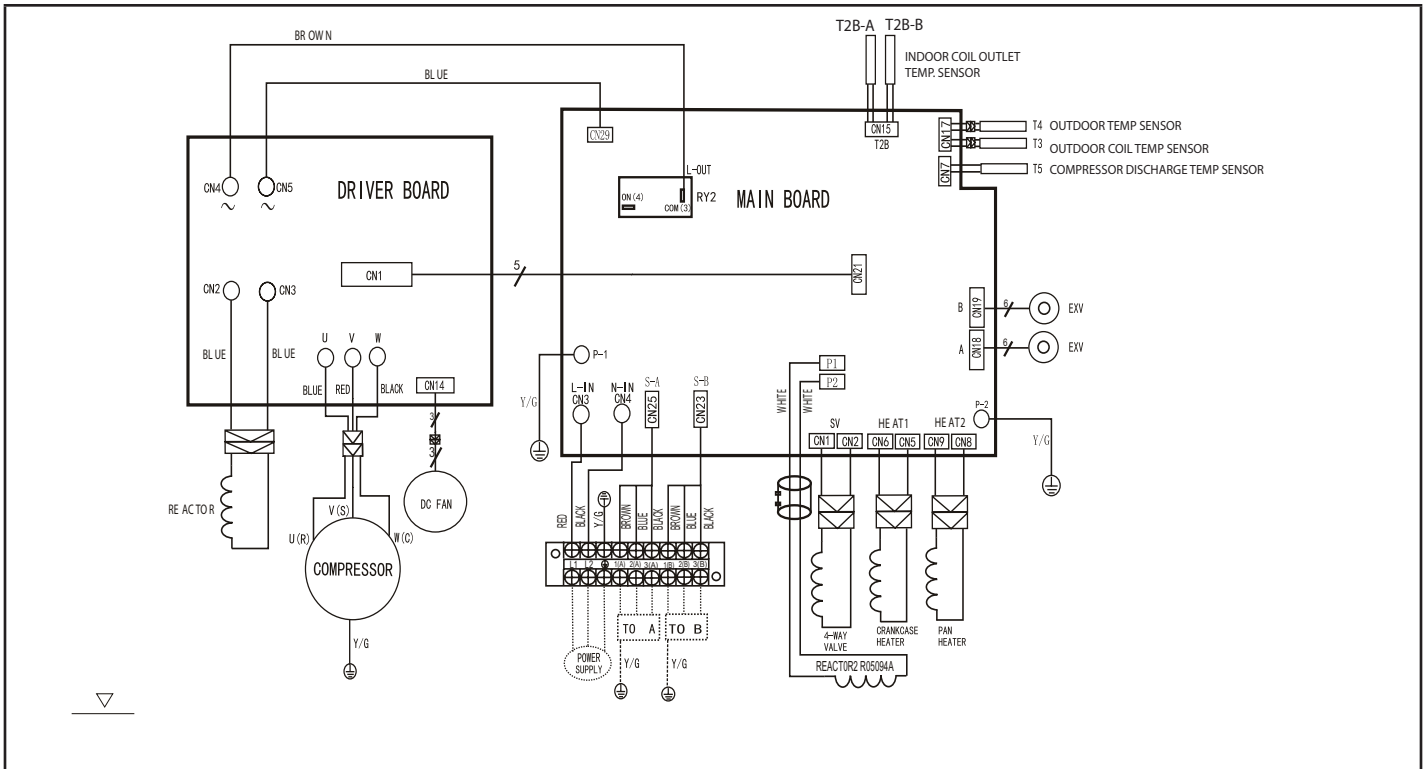 BROWN
BLUE
T2B-A T2B-B
INDOOR COIL OUTLET
TEMP. SENSOR
CN29
CN15
T2B
CN17
T4 OUTDOOR TEMP SENSOR
T3 OUTDOOR COIL TEMP SENSOR
CN7
T5 COMPRESSOR DISCHARGE TEMP SENSOR
CN4
CN5
∼ ∼
DRIVER BOARD
L-OUT
ON(4)
COM(3)
RY2
MAIN BOARD
CN1
5
CN21
CN2
CN3
B
CN19
6
EXV
A
CN18
6
EXV
U V W
BLUE
BLUE
BLUE
RED
BLACK
CN14
P-1
Y/G
L-IN
CN3
N-IN
CN4
S-A
CN25
S-B
CN23
P1
P2
WHITE
WHITE
P-2
Y/G
SV
HEAT1
HEAT2
CN1
CN2
CN6
CN5
CN9
CN8
3
3
DC FAN
REACTOR
V(S)
U(R)
W(C)
COMPRESSOR
Y/G
RED
BLACK
Y/G
BROWN
BLUE
BLACK
BROWN
BLUE
BLACK
L1 L2 1(A) 2(A) 3(A) 1(B) 2(B) 3(B)
TO A
TO B
POWER
SUPPLY
Y/G
Y/G
4-WAY
VALVE
CRANKCASE
HEATER
PAN
HEATER
REACTOR2 R05094A